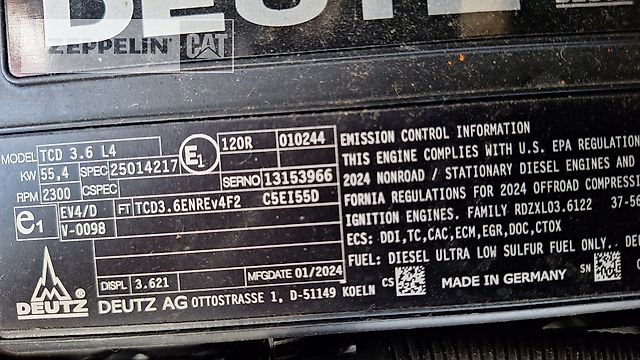 DEUTZ
ZEPPELIN CAT
MODEL TCD 3.6 L4
KW 55,4 SPEC 25014217
RPM 2300 CSPEC
E1 120R 010244
SERNO 13153966
e1 EV4/D FT TCD3.6ENREv4F2 C5EI55D
V-0098
DISPL 3.621 MFGDATE 01/2024
DEUTZ DEUTZ AG OTTOSTRASSE 1, D-51149 KOELN CS
EMISSION CONTROL INFORMATION
THIS ENGINE COMPLIES WITH U.S. EPA REGULATION
2024 NONROAD / STATIONARY DIESEL ENGINES AND
FORNIA REGULATIONS FOR 2024 OFFROAD
IGNITION ENGINES. FAMILY RDZXL03.6122
ECS: DDI,TC,CAC,ECM,EGR,DOC,CTOX
FUEL: DIESEL ULTRA LOW SULFUR FUEL ONLY..
MADE IN GERMANY SN